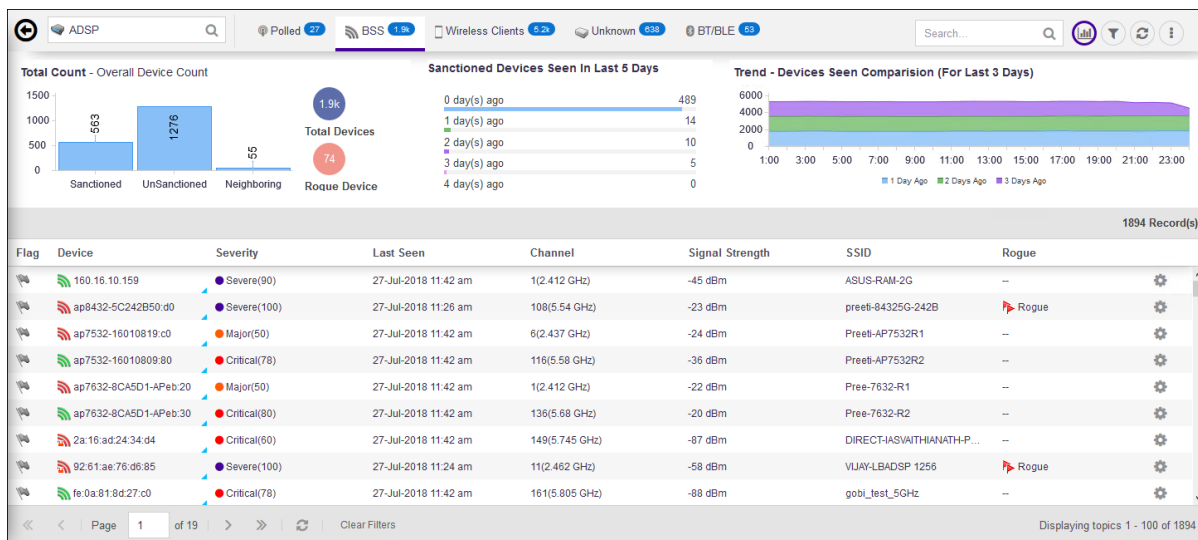 ADSP Polled 27 BSS 1.9k Wireless Clients 5.2k Unknown 638 BT/BLE 53 Search...
Total Count - Overall Device Count
1500
1000
500
0
563
1276
55
Sanctioned UnSanctioned Neighboring
1.9k
Total Devices
74
Rogue Device
Sanctioned Devices Seen In Last 5 Days
0 day(s) ago 489
1 day(s) ago 14
2 day(s) ago 10
3 day(s) ago 5
4 day(s) ago 0
Trend - Devices Seen Comparision (For Last 3 Days)
6000
4000
2000
0
1:00 3:00 5:00 7:00 9:00 11:00 13:00 15:00 17:00 19:00 21:00 23:00
1 Day Ago 2 Days Ago 3 Days Ago
1894 Record(s)
Flag Device Severity Last Seen Channel Signal Strength SSID Rogue
160.16.10.159 Severe(90) 27-Jul-2018 11:42 am 1(2.412 GHz) -45 dBm ASUS-RAM-2G --
ap8432-5C242B50:d0 Severe(100) 27-Jul-2018 11:26 am 108(5.54 GHz) -23 dBm preeti-84325G-242B Rogue
ap7532-16010819:c0 Major(50) 27-Jul-2018 11:42 am 6(2.437 GHz) -24 dBm Preeti-AP7532R1 --
ap7532-16010809:80 Critical(78) 27-Jul-2018 11:42 am 116(5.58 GHz) -36 dBm Preeti-AP7532R2 --
ap7632-8CA5D1-APeb:20 Major(50) 27-Jul-2018 11:42 am 1(2.412 GHz) -22 dBm Pree-7632-R1 --
ap7632-8CA5D1-APeb:30 Critical(80) 27-Jul-2018 11:42 am 136(5.68 GHz) -20 dBm Pree-7632-R2 --
2a:16:ad:24:34:d4 Critical(60) 27-Jul-2018 11:42 am 149(5.745 GHz) -87 dBm DIRECT-IASVAITHIANATH-P... --
92:61:ae:76:d6:85 Severe(100) 27-Jul-2018 11:24 am 11(2.462 GHz) -58 dBm VIJAY-LBADSP 1256 Rogue
fe:0a:81:8d:27:c0 Critical(78) 27-Jul-2018 11:42 am 161(5.805 GHz) -88 dBm gobi_test_5GHz --
Page 1 of 19 Clear Filters Displaying topics 1 - 100 of 1894